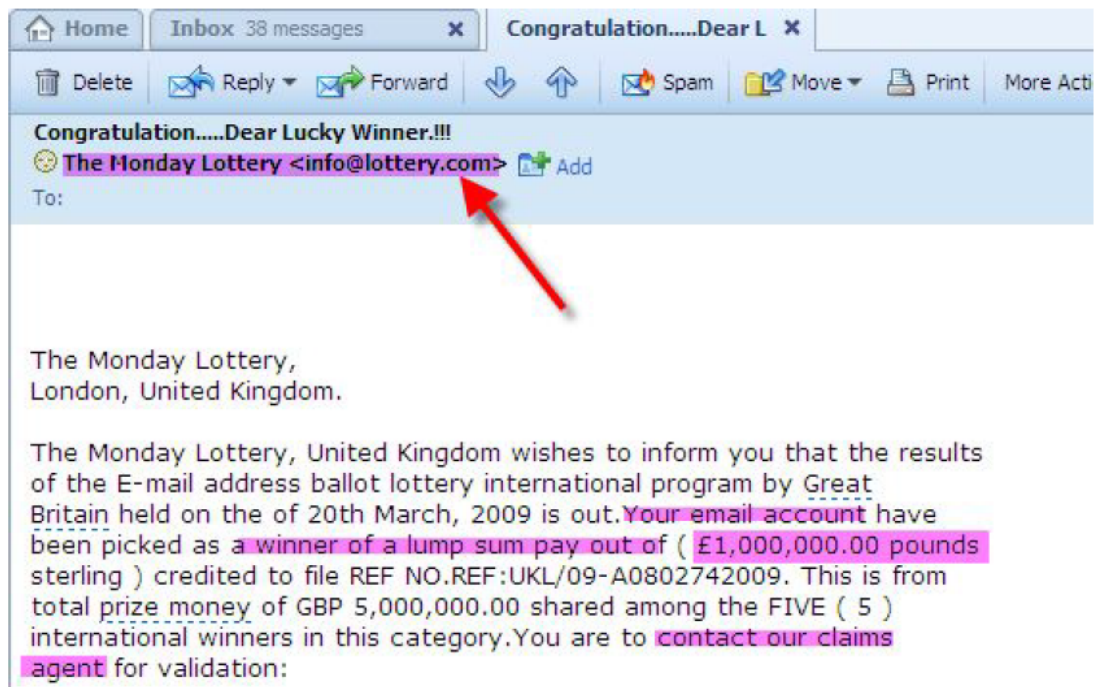 Home Inbox 38 messages x Congratulation.....Dear L x
Delete Reply Forward Spam Move Print More Acti
Congratulation.....Dear Lucky Winner.!!!
The Monday Lottery <info@lottery.com> Add
To:
The Monday Lottery,
London, United Kingdom.
The Monday Lottery, United Kingdom wishes to inform you that the results
of the E-mail address ballot lottery international program by Great
Britain held on the of 20th March, 2009 is out.Your email account have
been picked as a winner of a lump sum pay out of ( £1,000,000.00 pounds
sterling ) credited to file REF NO.REF:UKL/09-A0802742009. This is from
total prize money of GBP 5,000,000.00 shared among the FIVE ( 5 )
international winners in this category.You are to contact our claims
agent for validation: